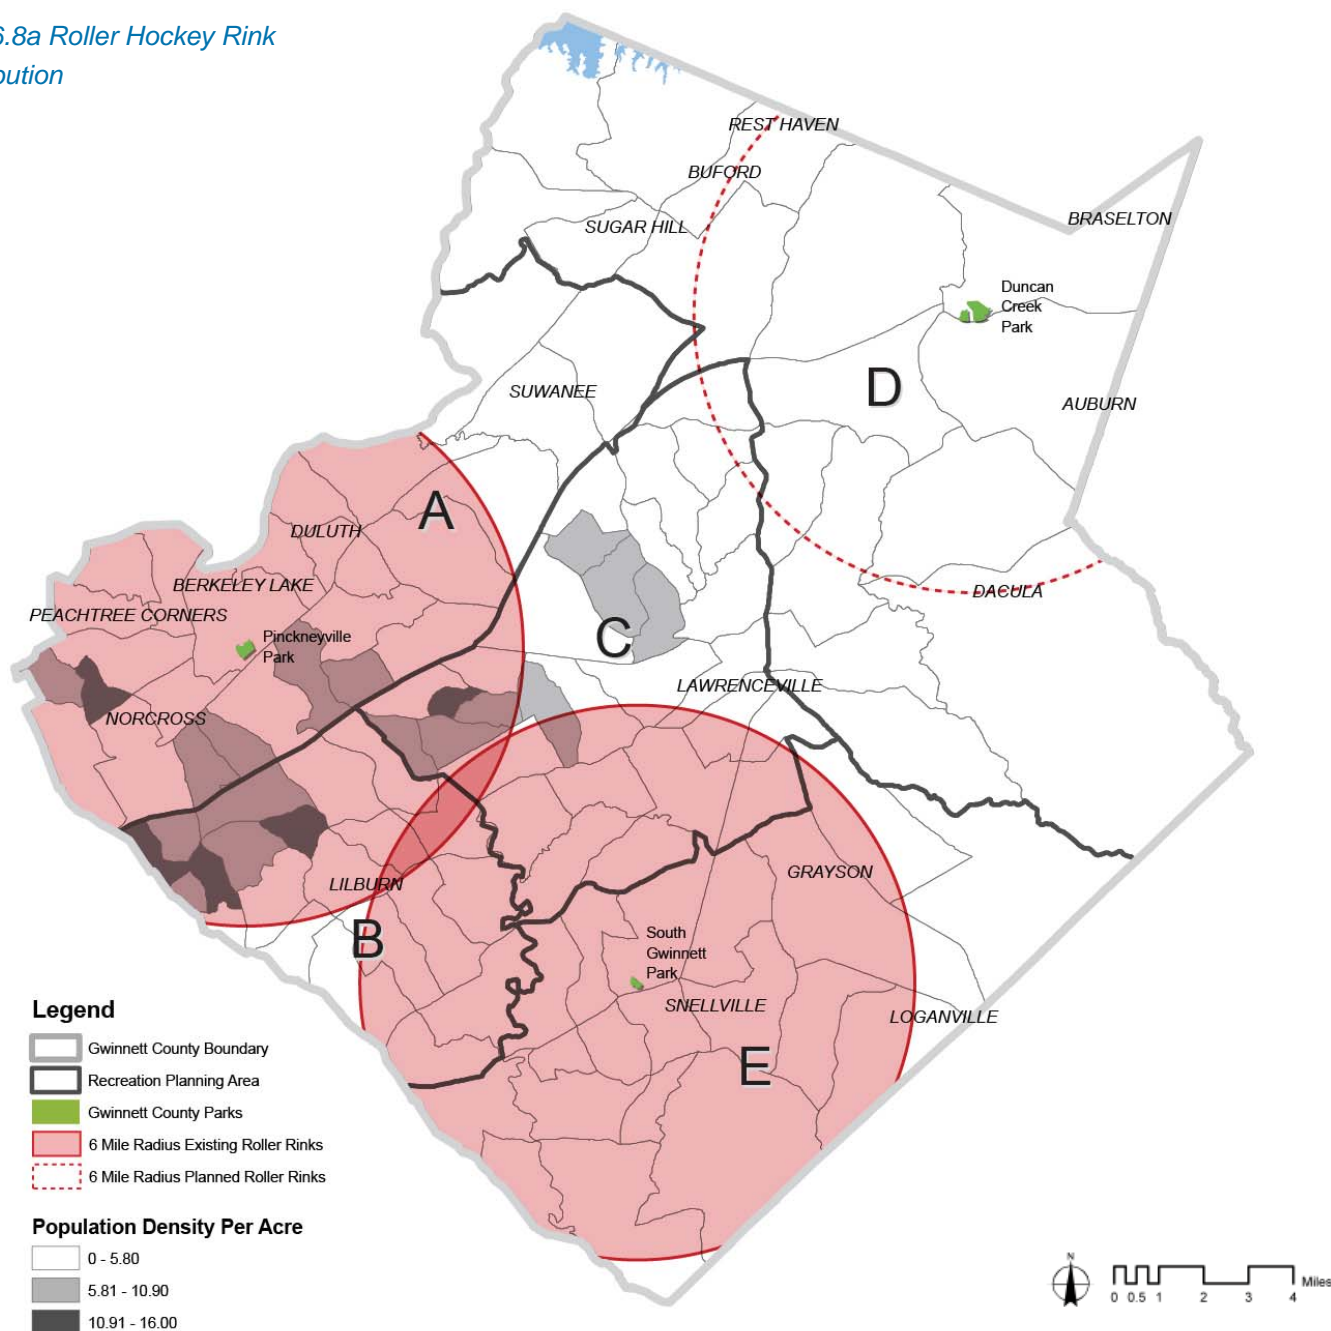 6.8a Roller Hockey Rink
REST HAVEN
BUFORD
BRASELTON
SUGAR HILL
Duncan
Creek
Park
SUWANEE
D
AUBURN
A
DULUTH
BERKELEY LAKE
DACULA
PEACHTREE CORNERS
Pinckneyville
Park
C
LAWRENCEVILLE
NORCROSS
GRAYSON
LILBURN
B
South
Gwinnett
Park
SNELLVILLE
LOGANVILLE
E
Legend
Gwinnett County Boundary
Recreation Planning Area
Gwinnett County Parks
6 Mile Radius Existing Roller Rinks
6 Mile Radius Planned Roller Rinks
Population Density Per Acre
0 - 5.80
5.81 - 10.90
10.91 - 16.00
N
Miles
0 0.5 1 2 3 4